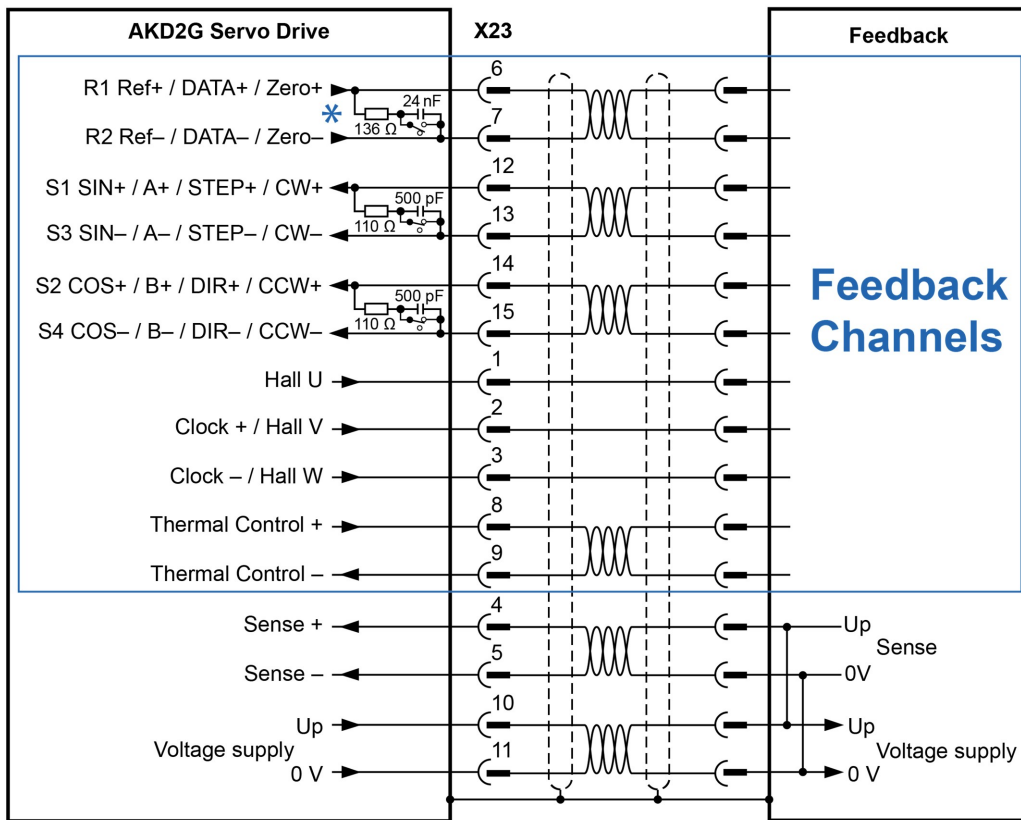 AKD2G Servo Drive
X23
Feedback
R1 Ref+ / DATA+ / Zero+
6
*
24 nF
136 Ω
R2 Ref– / DATA– / Zero–
7
S1 SIN+ / A+ / STEP+ / CW+
12
500 pF
110 Ω
S3 SIN– / A– / STEP– / CW–
13
S2 COS+ / B+ / DIR+ / CCW+
14
500 pF
110 Ω
S4 COS– / B– / DIR– / CCW–
15
Feedback
Channels
Hall U
1
Clock + / Hall V
2
Clock – / Hall W
3
Thermal Control +
8
Thermal Control –
9
Sense +
4
Up
Sense
Sense –
5
0V
Up
10
Up
Voltage supply
Voltage supply
0 V
11
0 V